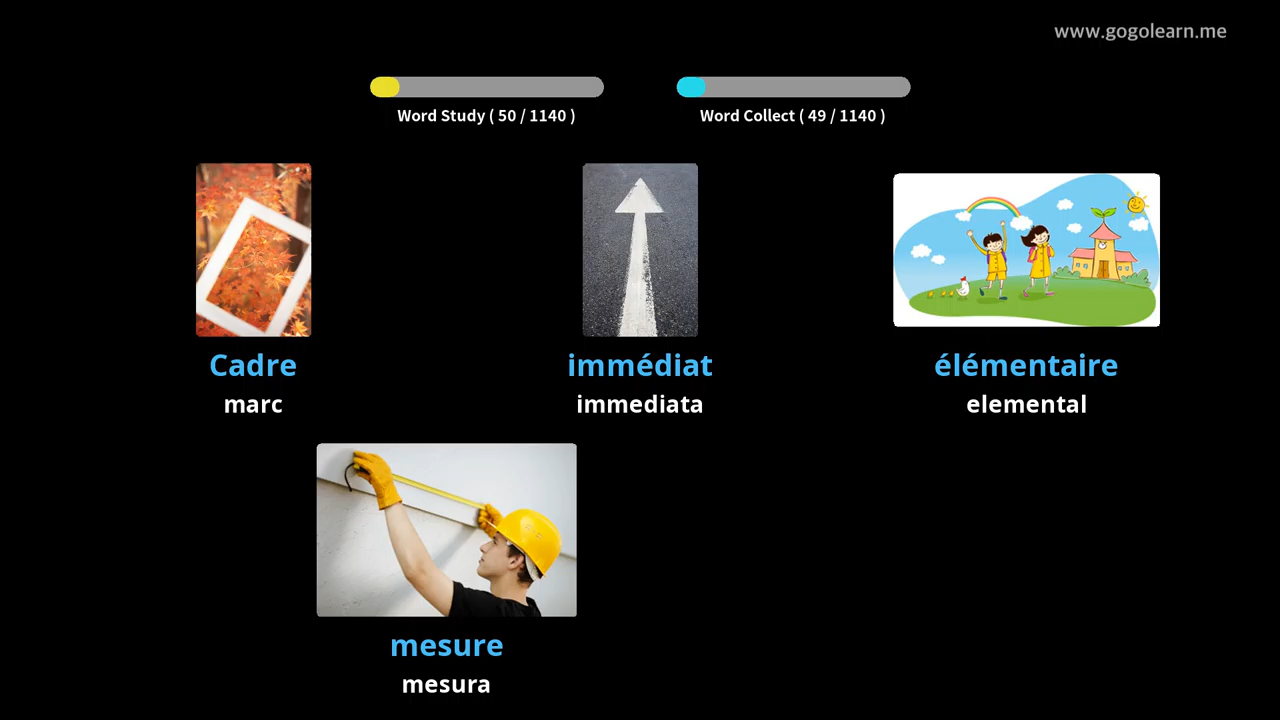 www.gogolearn.me
Word Study ( 50 / 1140 )
Word Collect ( 49 / 1140 )
Cadre
marc
immédiat
immediata
élémentaire
elemental
mesure
mesura